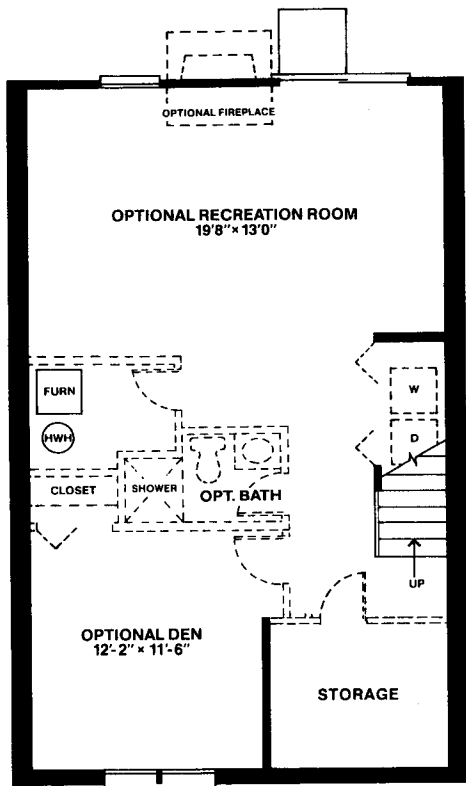 OPTIONAL FIREPLACE
OPTIONAL RECREATION ROOM
19'8" × 13'0"
FURN
W
HWH
D
CLOSET
SHOWER
OPT. BATH
UP
OPTIONAL DEN
12'-2" × 11'-6"
STORAGE